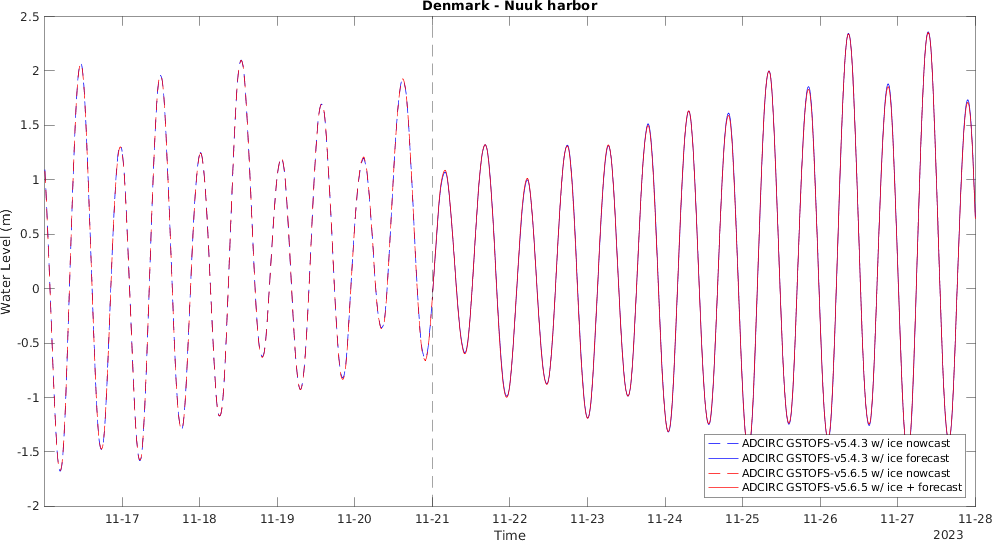 Denmark - Nuuk harbor
Water Level (m)
2.5
2
1.5
1
0.5
0
-0.5
-1
-1.5
-2
11-17 11-18 11-19 11-20 11-21 11-22 11-23 11-24 11-25 11-26 11-27 11-28
Time
2023
ADCIRC GSTOFS-v5.4.3 w/ ice nowcast
ADCIRC GSTOFS-v5.4.3 w/ ice forecast
ADCIRC GSTOFS-v5.6.5 w/ ice nowcast
ADCIRC GSTOFS-v5.6.5 w/ ice + forecast